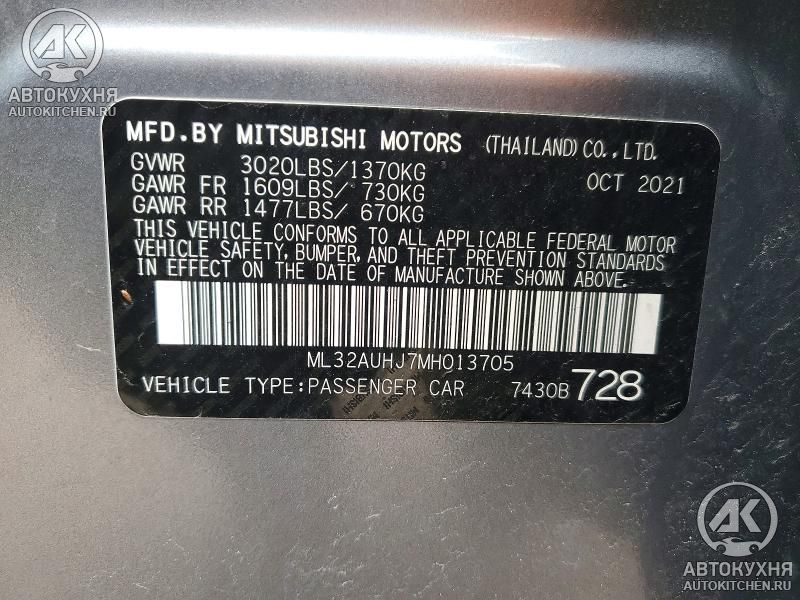 АК
АВТОКУХНЯ
AUTOKITCHEN.RU
MFD.BY MITSUBISHI MOTORS (THAILAND)CO.,LTD.
GVWR 3020LBS/1370KG OCT 2021
GAWR FR 1609LBS/ 730KG
GAWR RR 1477LBS/ 670KG
THIS VEHICLE CONFORMS TO ALL APPLICABLE FEDERAL MOTOR
VEHICLE SAFETY, BUMPER, AND THEFT PREVENTION STANDARDS
IN EFFECT ON THE DATE OF MANUFACTURE SHOWN ABOVE.
ML32AUHJ7MH013705
VEHICLE TYPE:PASSENGER CAR 7430B 728
АК
АВТОКУХНЯ
AUTOKITCHEN.RU